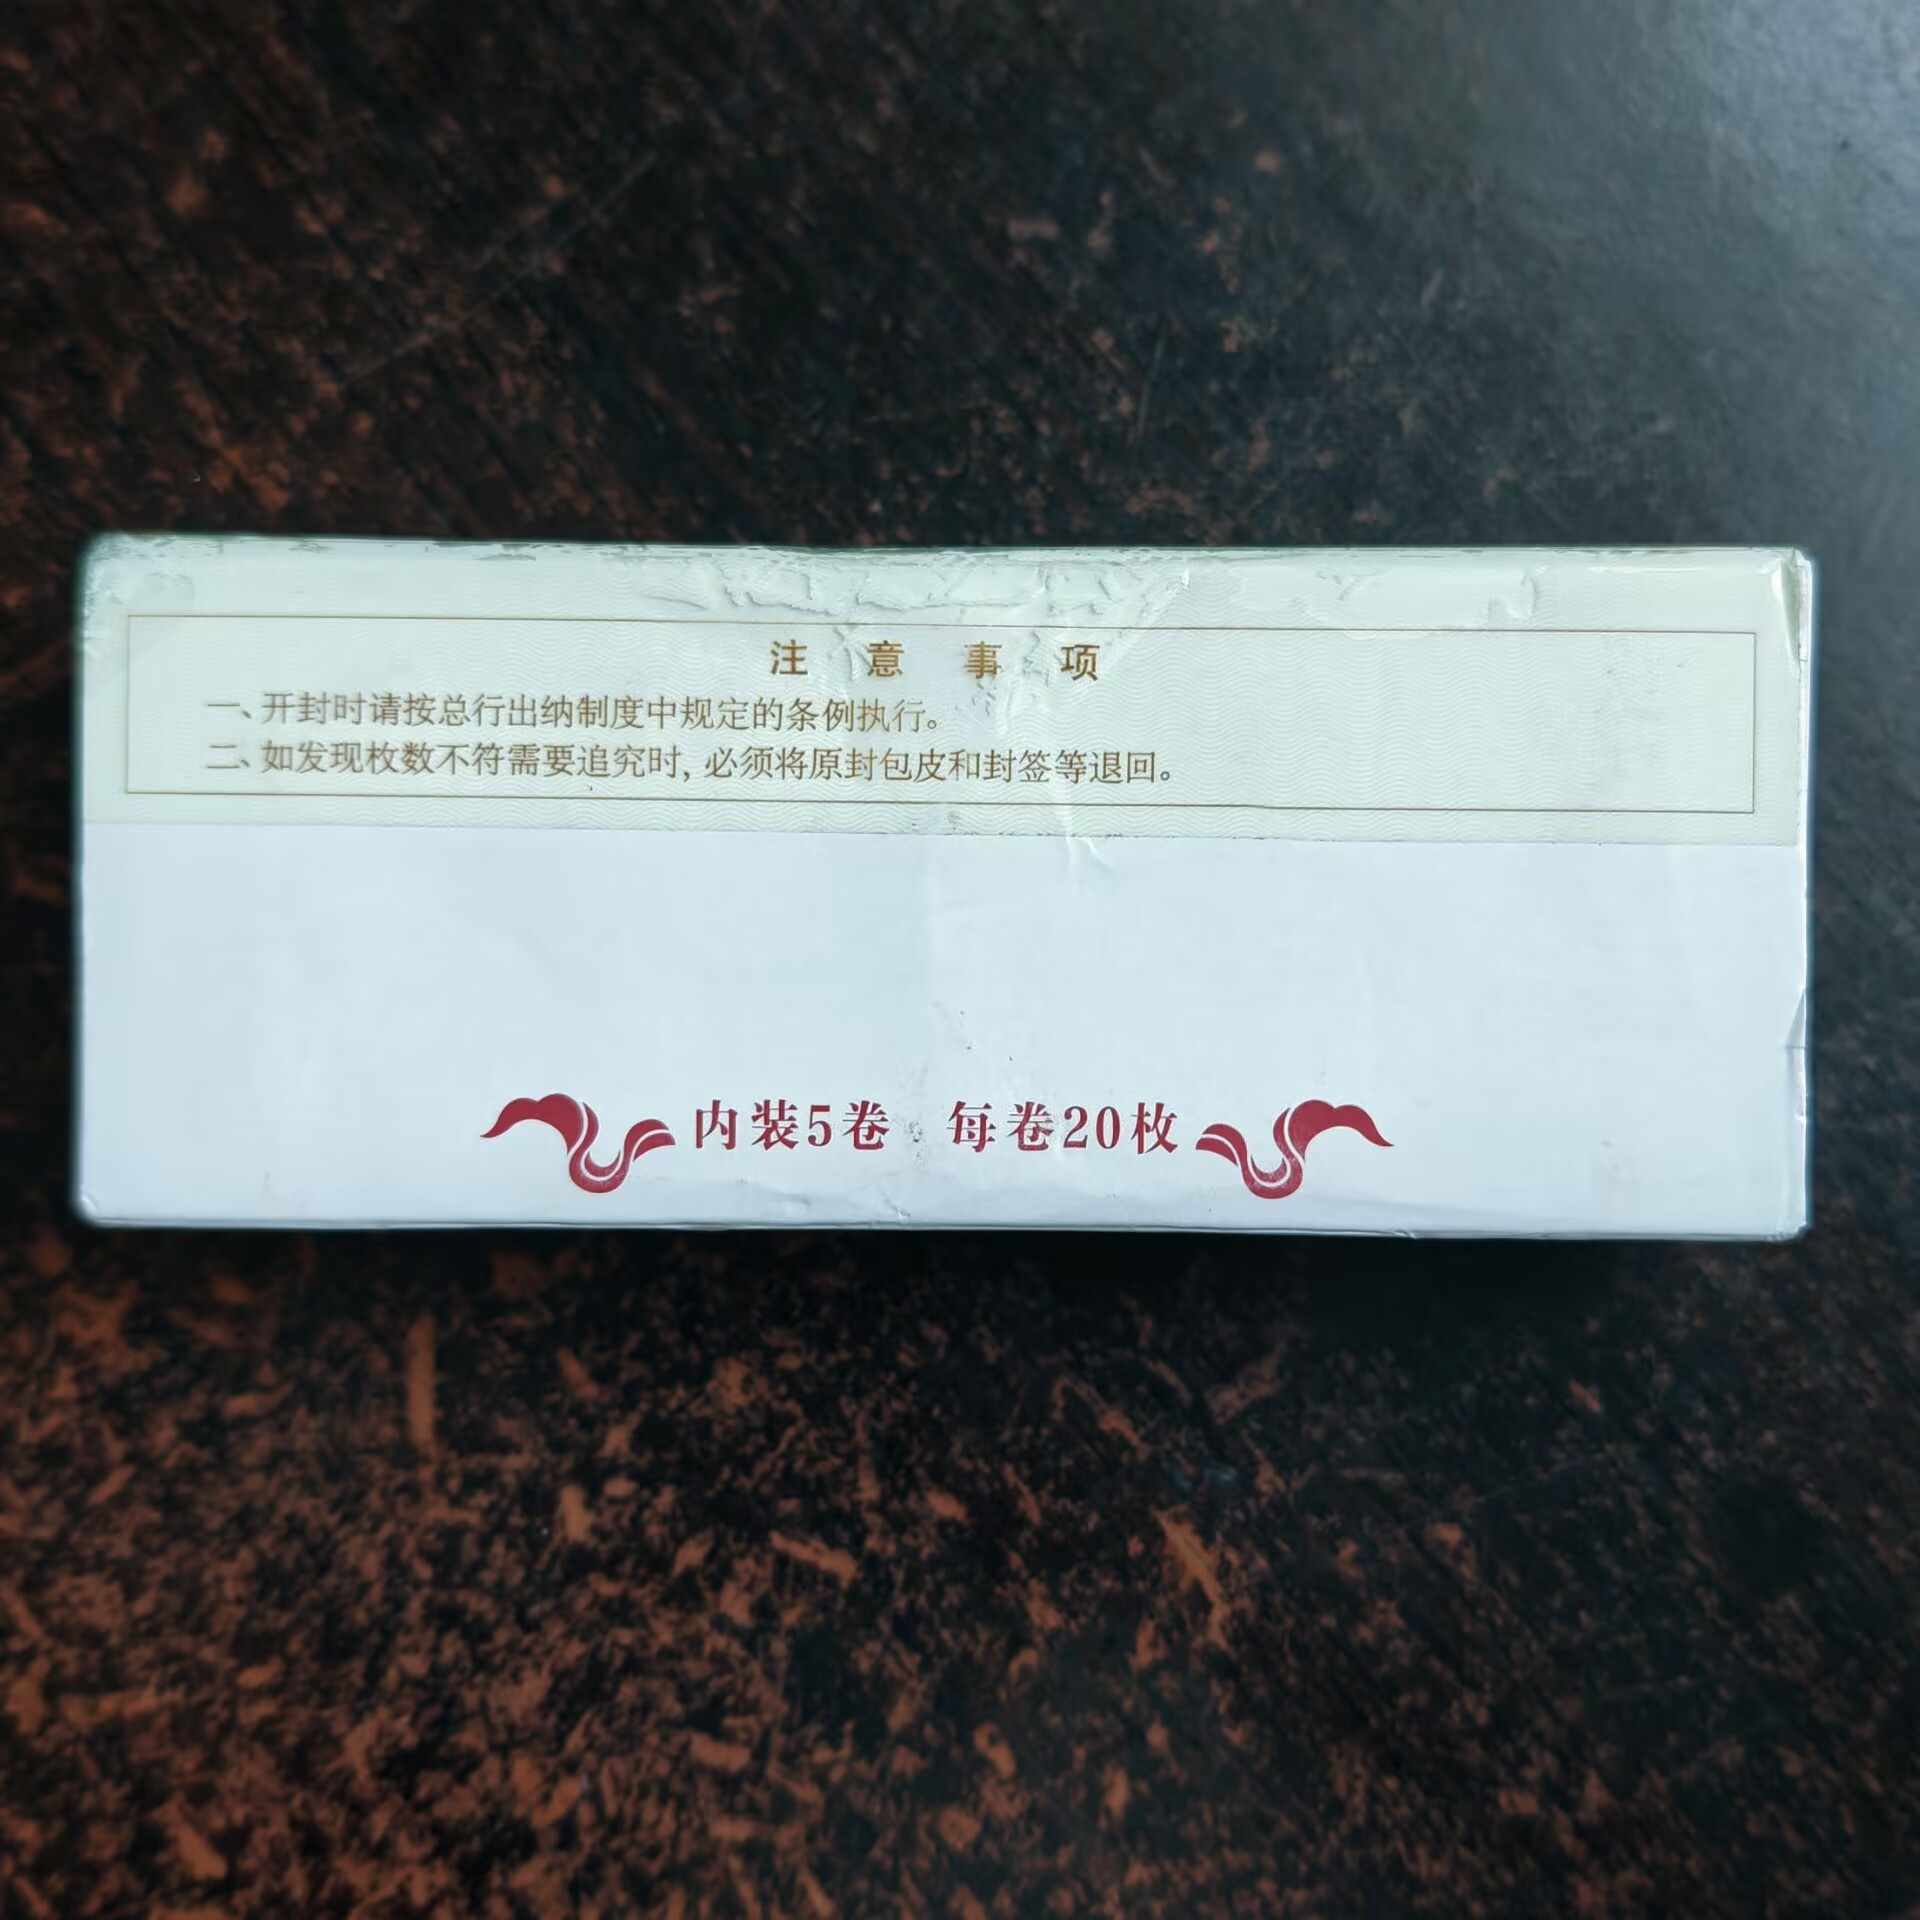 注意事项
一、开封时请按总行出纳制度中规定的条例执行。
二、如发现枚数不符需要追究时,必须将原封包皮和封签等退回。
内装5卷 每卷20枚